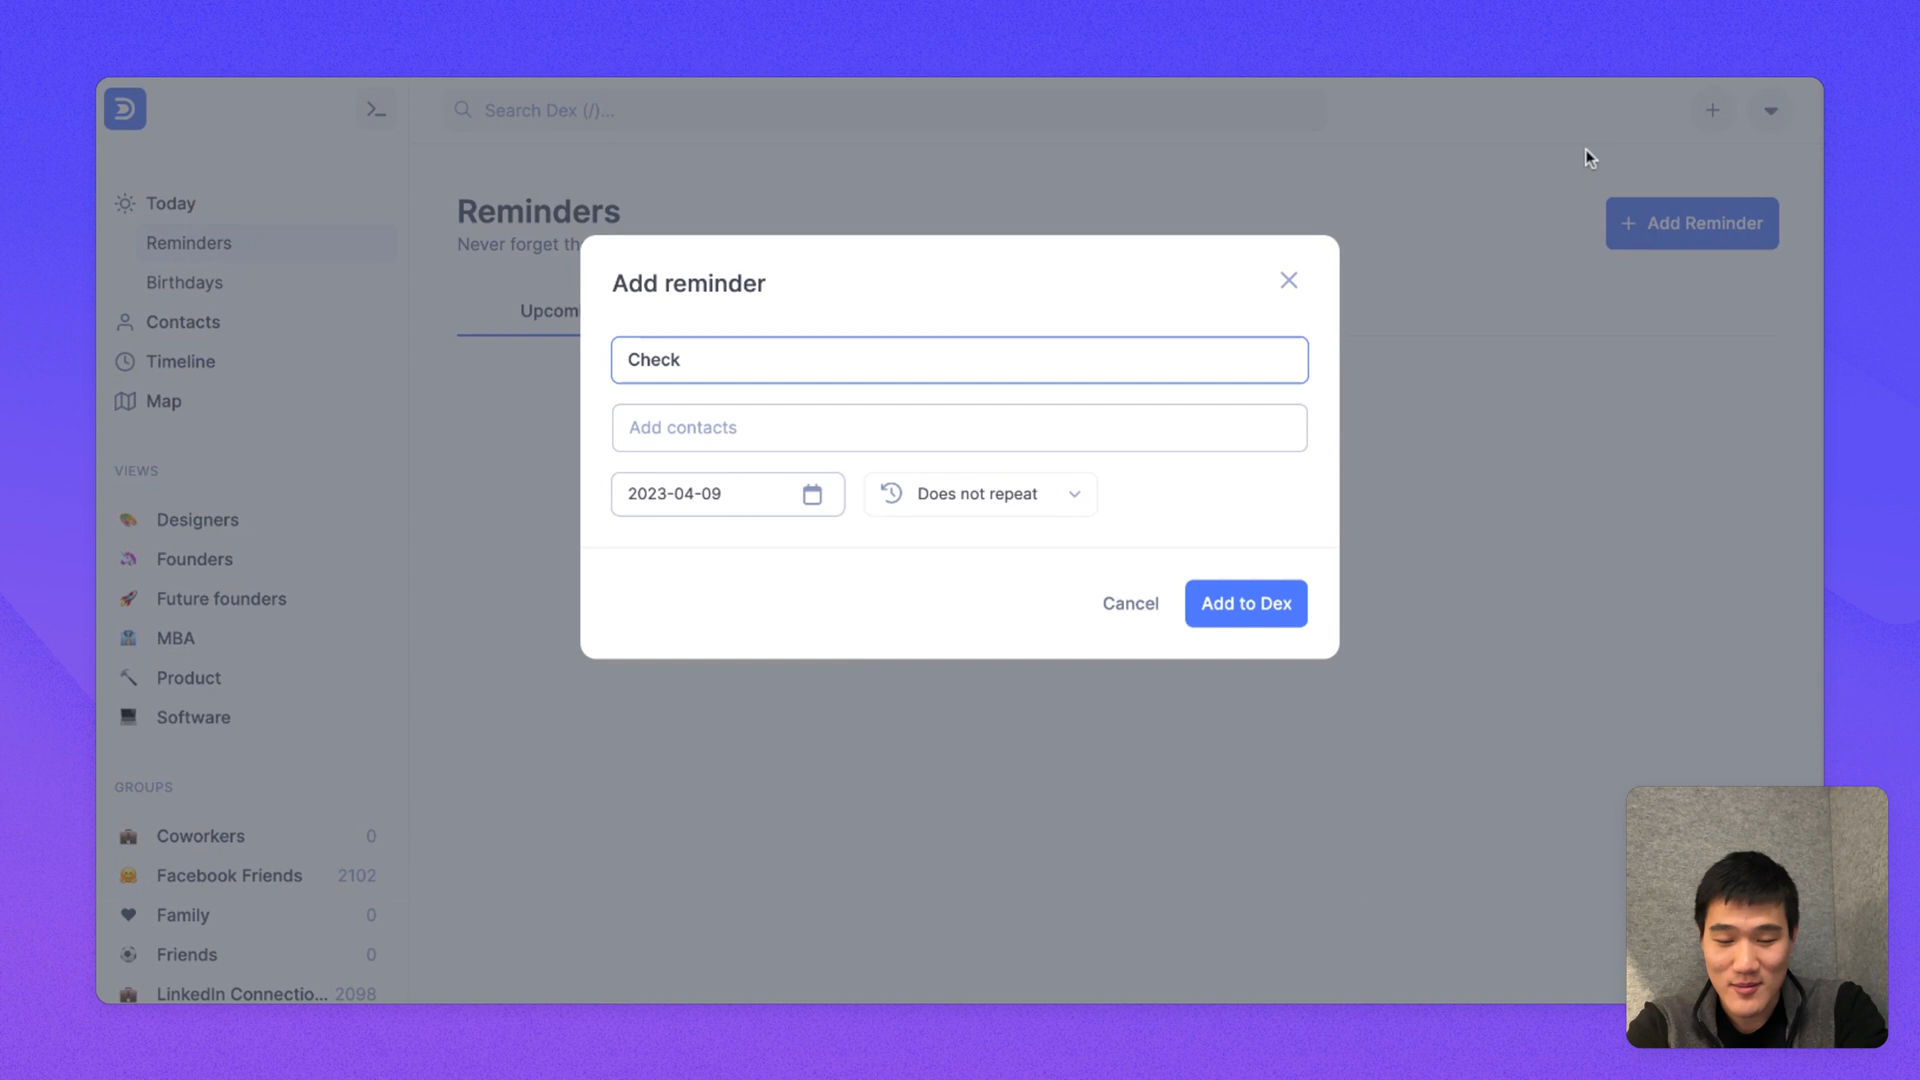 Search Dex (/)...
Today
Reminders
Birthdays
Contacts
Timeline
Map
VIEWS
Designers
Founders
Future founders
MBA
Product
Software
GROUPS
Coworkers 0
Facebook Friends 2102
Family 0
Friends 0
LinkedIn Connectio... 2098
Reminders
Never forget th
+ Add Reminder
Upcom
Add reminder
Check
Add contacts
2023-04-09
Does not repeat
Cancel
Add to Dex